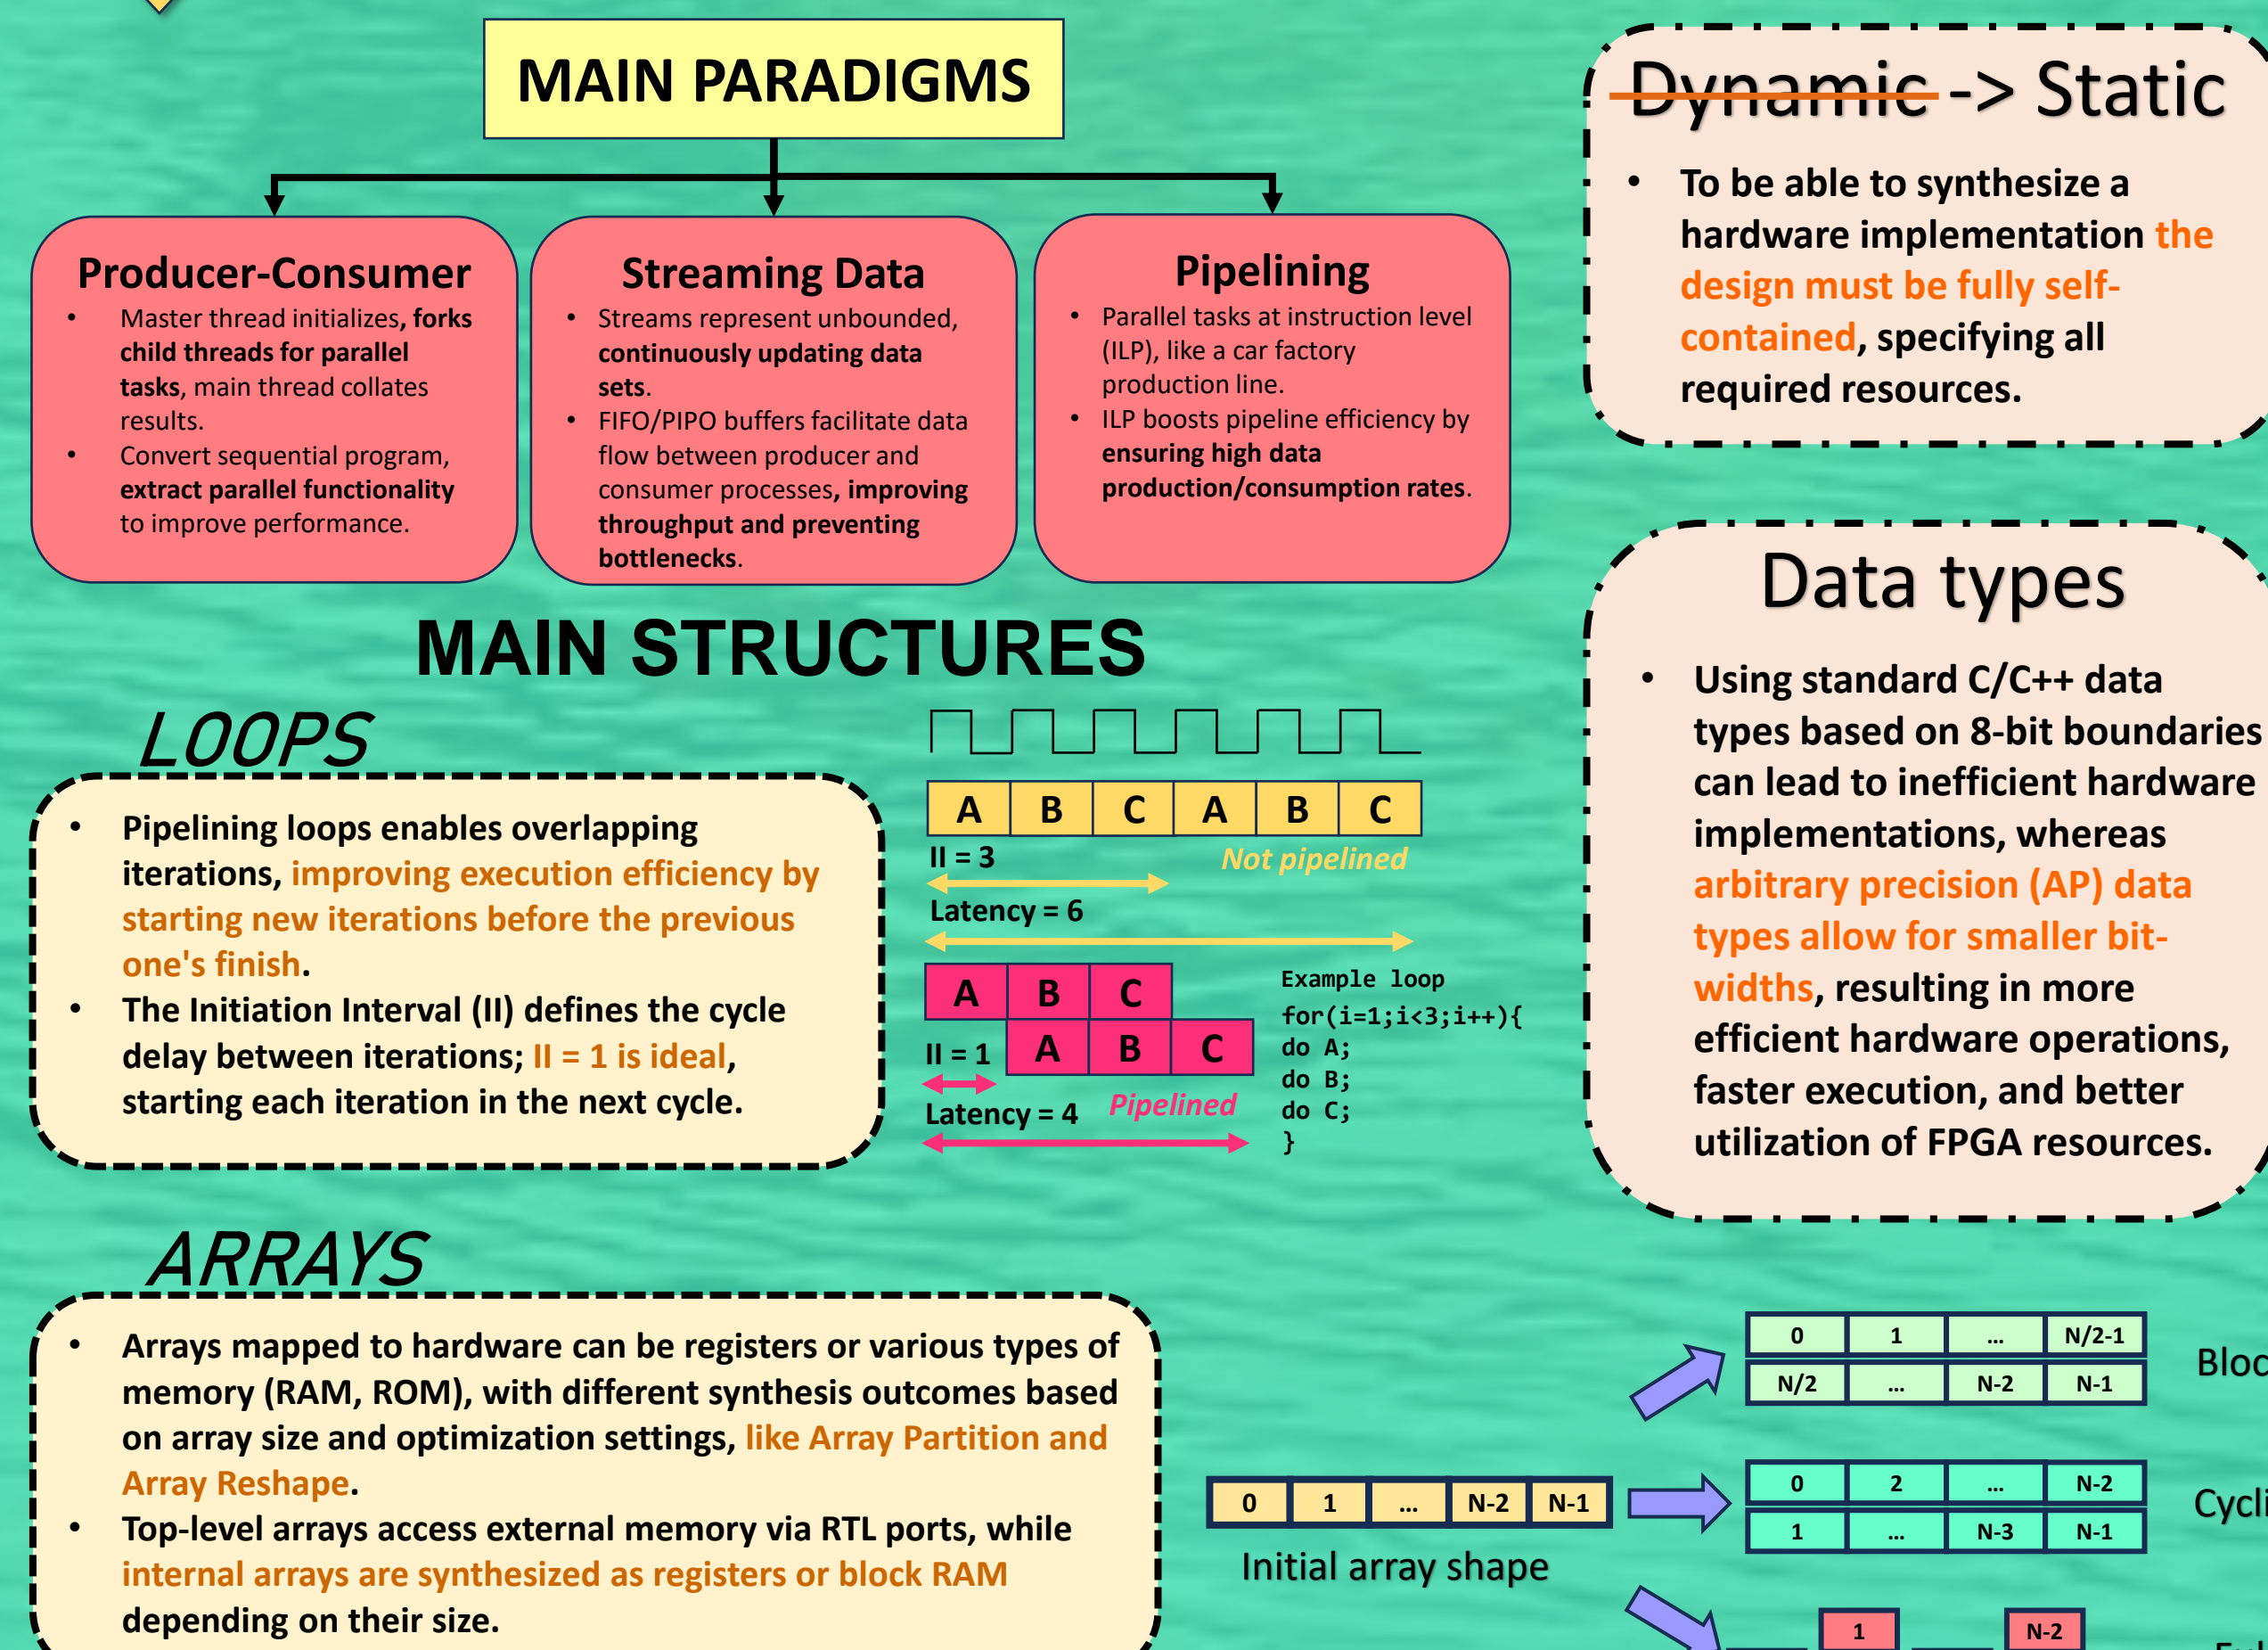 MAIN PARADIGMS
Producer-Consumer
• Master thread initializes, forks
child threads for parallel
tasks, main thread collates
results.
• Convert sequential program,
extract parallel functionality
to improve performance.
Streaming Data
• Streams represent unbounded,
continuously updating data
sets.
• FIFO/PIPO buffers facilitate data
flow between producer and
consumer processes, improving
throughput and preventing
bottlenecks.
Pipelining
• Parallel tasks at instruction level
(ILP), like a car factory
production line.
• ILP boosts pipeline efficiency by
ensuring high data
production/consumption rates.
Dynamic -> Static
• To be able to synthesize a
hardware implementation the
design must be fully self-
contained, specifying all
required resources.
Data types
• Using standard C/C++ data
types based on 8-bit boundaries
can lead to inefficient hardware
implementations, whereas
arbitrary precision (AP) data
types allow for smaller bit-
widths, resulting in more
efficient hardware operations,
faster execution, and better
utilization of FPGA resources.
MAIN STRUCTURES
LOOPS
• Pipelining loops enables overlapping
iterations, improving execution efficiency by
starting new iterations before the previous
one's finish.
• The Initiation Interval (II) defines the cycle
delay between iterations; II = 1 is ideal,
starting each iteration in the next cycle.
A B C A B C
II = 3 Not pipelined
Latency = 6
A B C
A B C
II = 1
Latency = 4 Pipelined
Example loop
for(i=1;i<3;i++){
do A;
do B;
do C;
}
ARRAYS
• Arrays mapped to hardware can be registers or various types of
memory (RAM, ROM), with different synthesis outcomes based
on array size and optimization settings, like Array Partition and
Array Reshape.
• Top-level arrays access external memory via RTL ports, while
internal arrays are synthesized as registers or block RAM
depending on their size.
0 1 ... N-2 N-1
Initial array shape
0 1 ... N/2-1
N/2 ... N-2 N-1
Bloc
0 2 ... N-2
1 ... N-3 N-1
Cycli
1 N-2